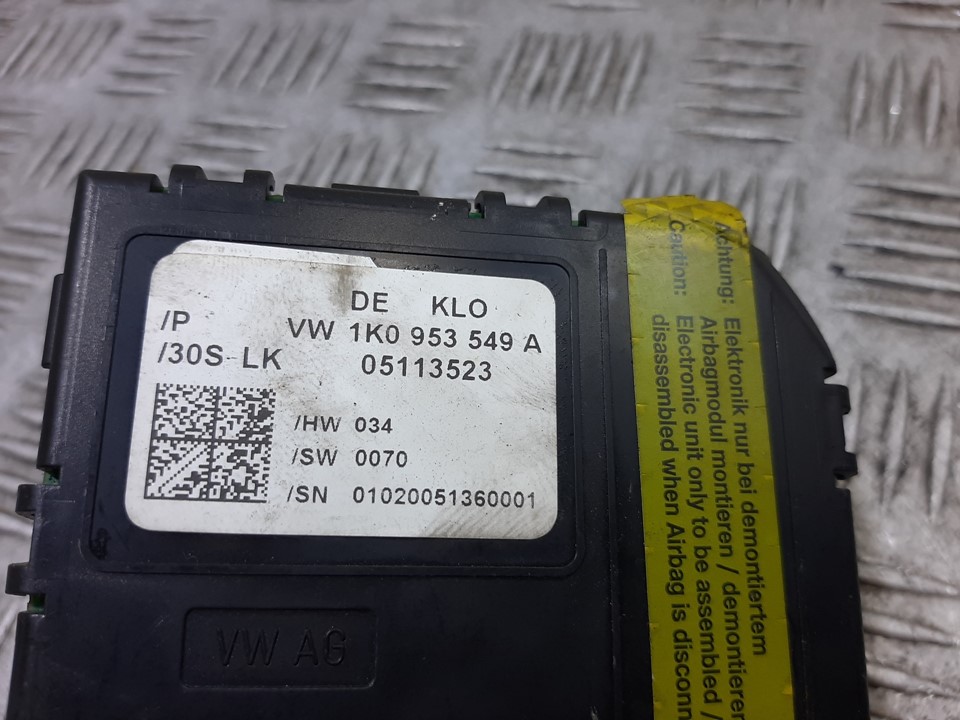 DE KLO
/P VW 1K0 953 549 A
/30S LK 05113523
/HW 034
/SW 0070
/SN 01020051360001
VW AG
Achtung: Elektronik nur bei demontiertem
Airbagmodul montieren / demontieren
Caution: Electronic unit only to be assembled /
disassembled when Airbag is disconn